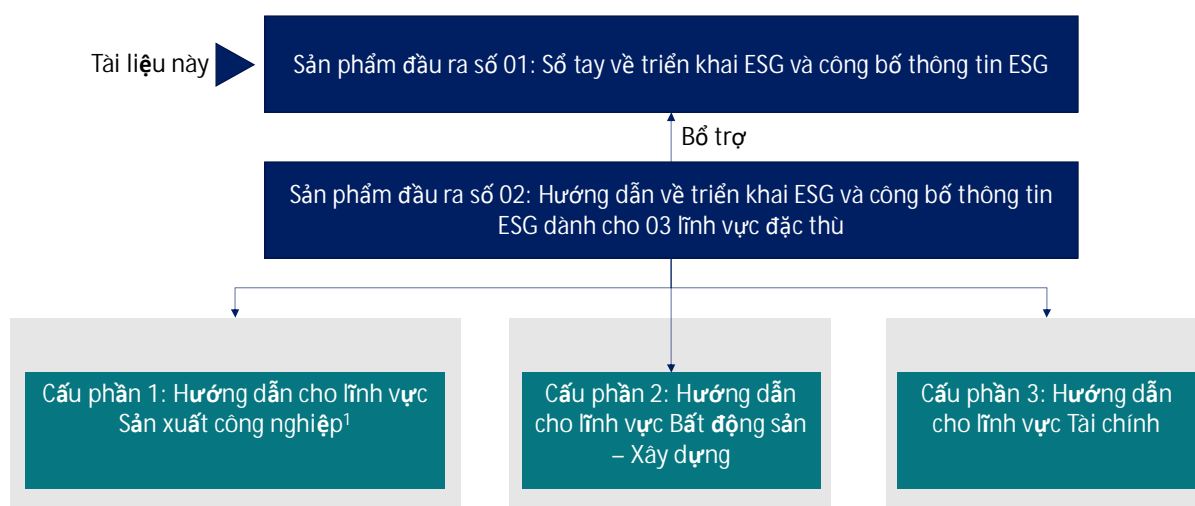 Tài liệu này
Sản phẩm đầu ra số 01: Sổ tay về triển khai ESG và công bố thông tin ESG
Bổ trợ
Sản phẩm đầu ra số 02: Hướng dẫn về triển khai ESG và công bố thông tin
ESG dành cho 03 lĩnh vực đặc thù
Cấu phần 1: Hướng dẫn cho lĩnh vực
Sản xuất công nghiệp¹
Cấu phần 2: Hướng dẫn
cho lĩnh vực Bất động sản
– Xây dựng
Cấu phần 3: Hướng dẫn
cho lĩnh vực Tài chính